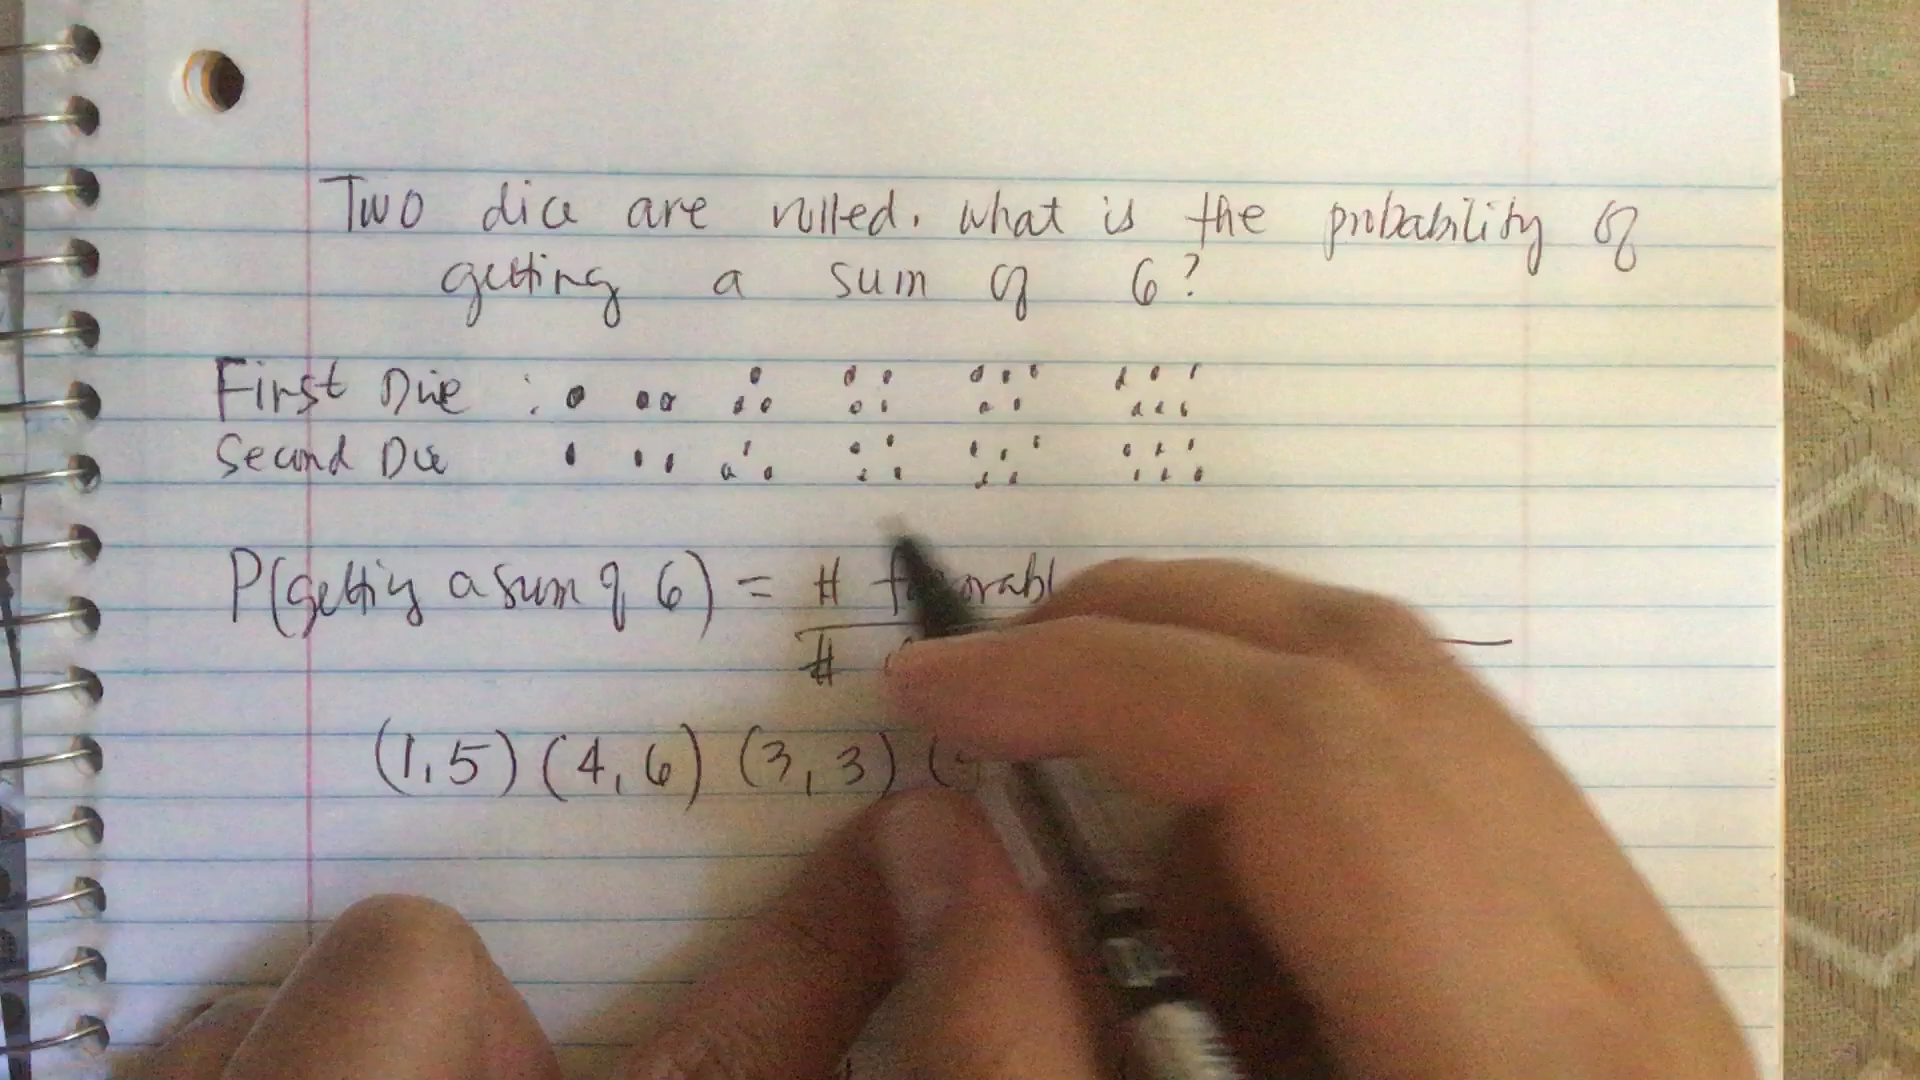 Two dice are rolled. What is the probability of
getting a sum of 6?
First Die :
Second Die
P(getting a sum of 6) = #
#
(1,5) (4,6) (3,3) (